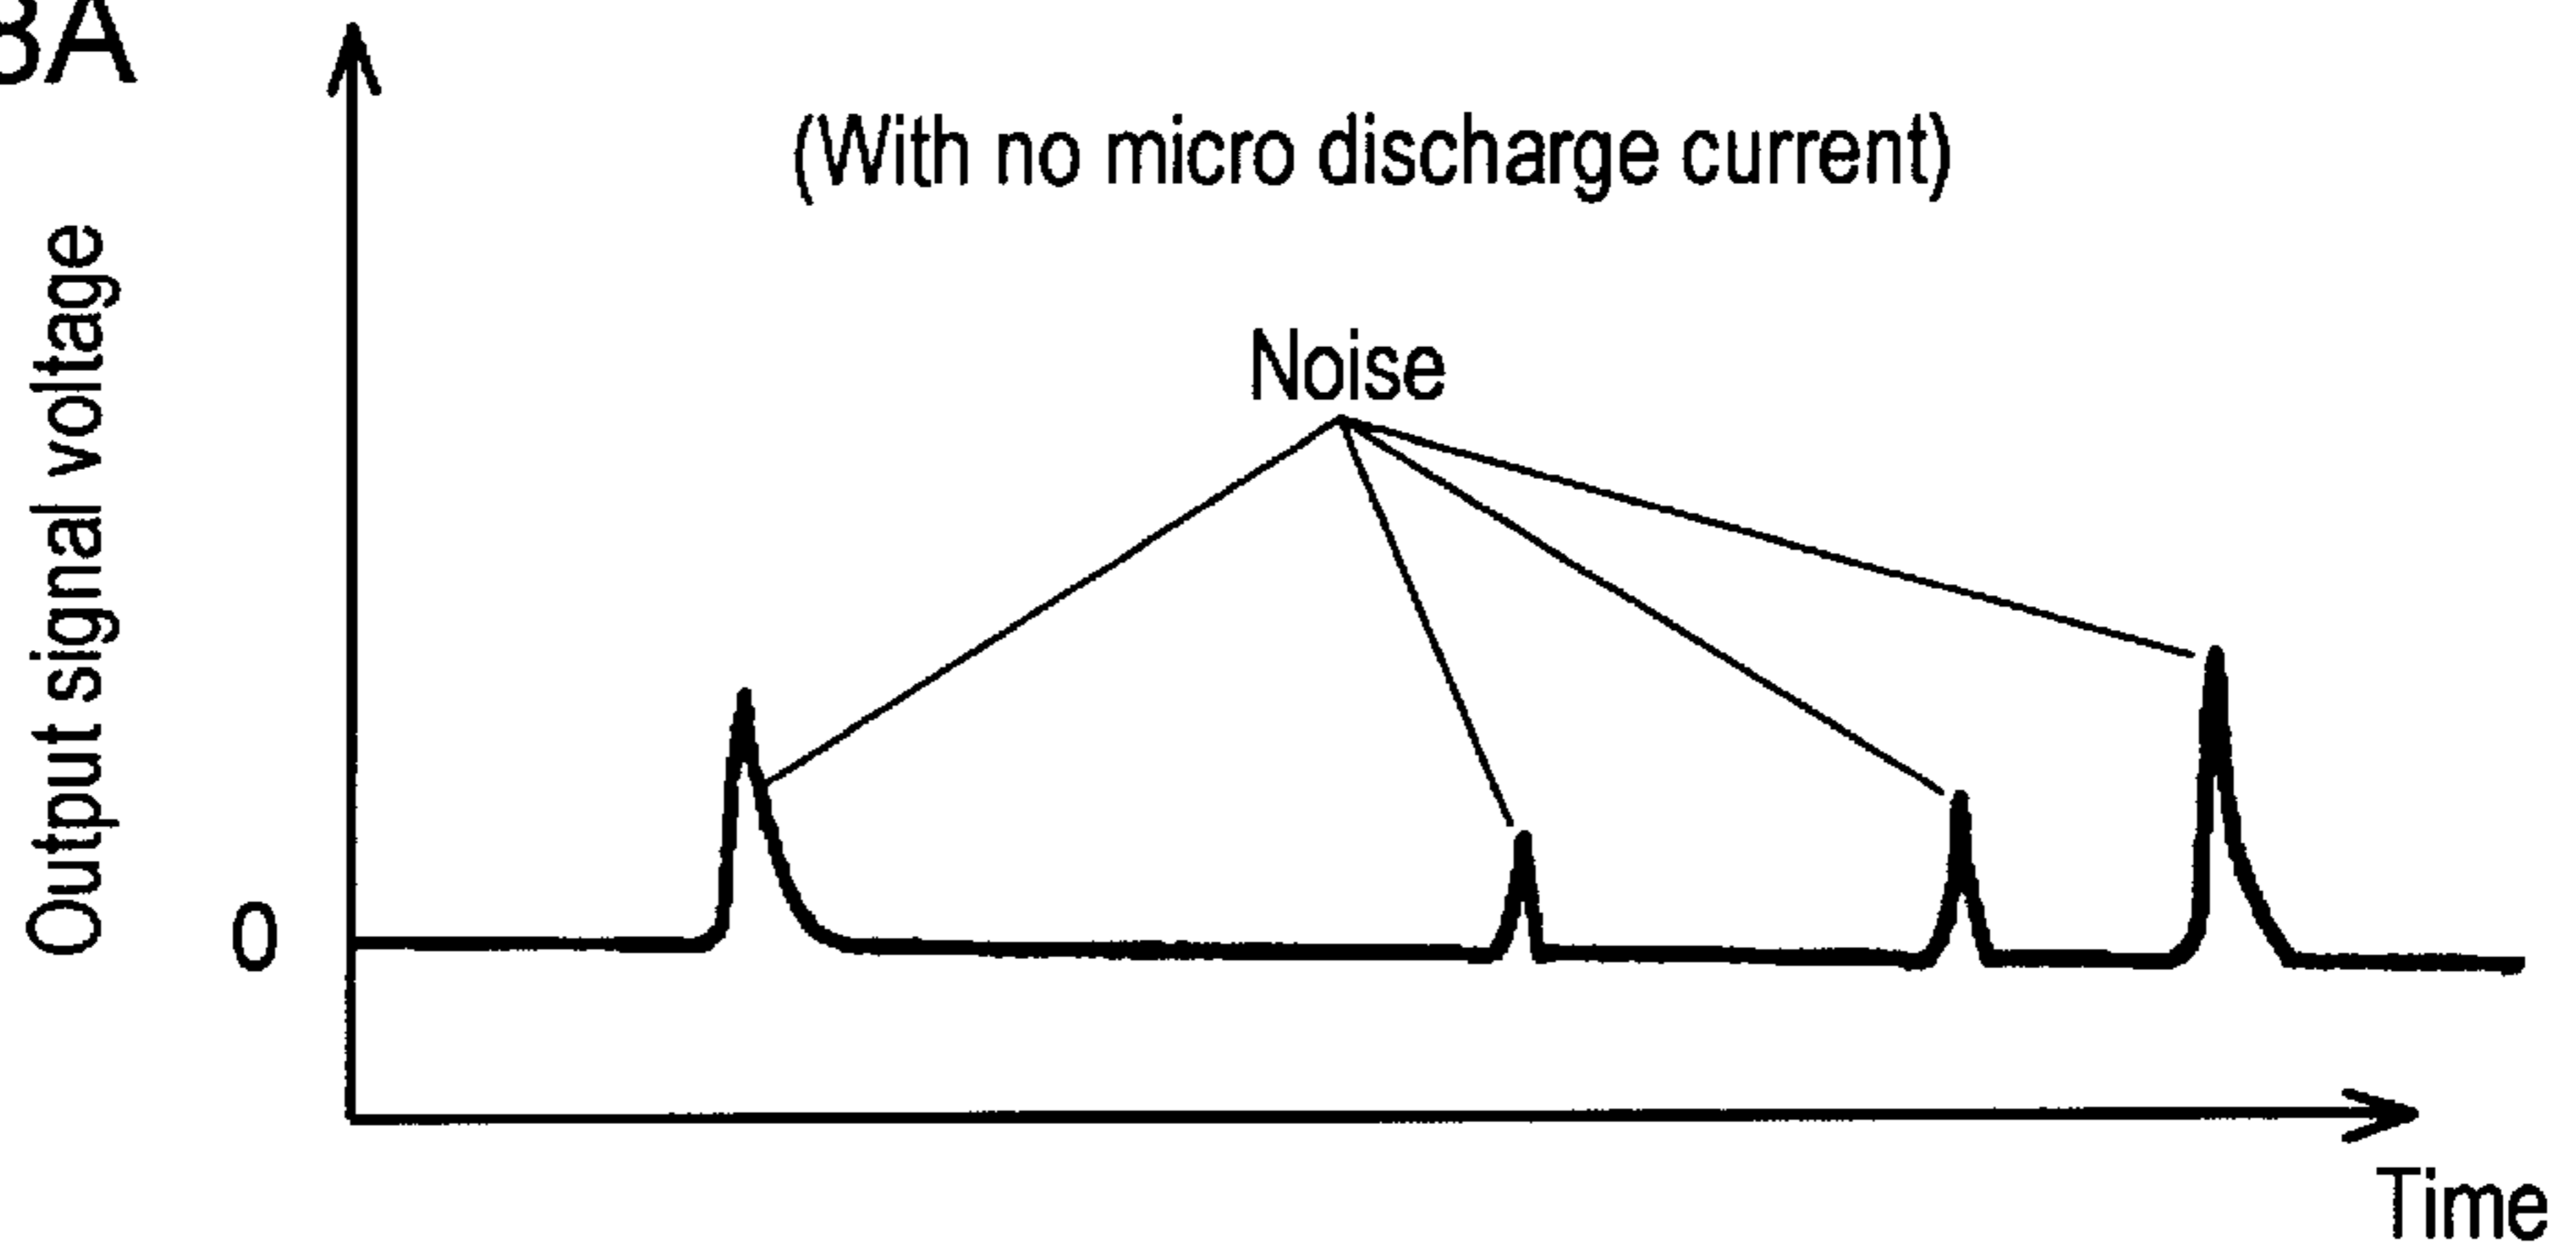 3A
(With no micro discharge current)
Noise
Output signal voltage
0
Time